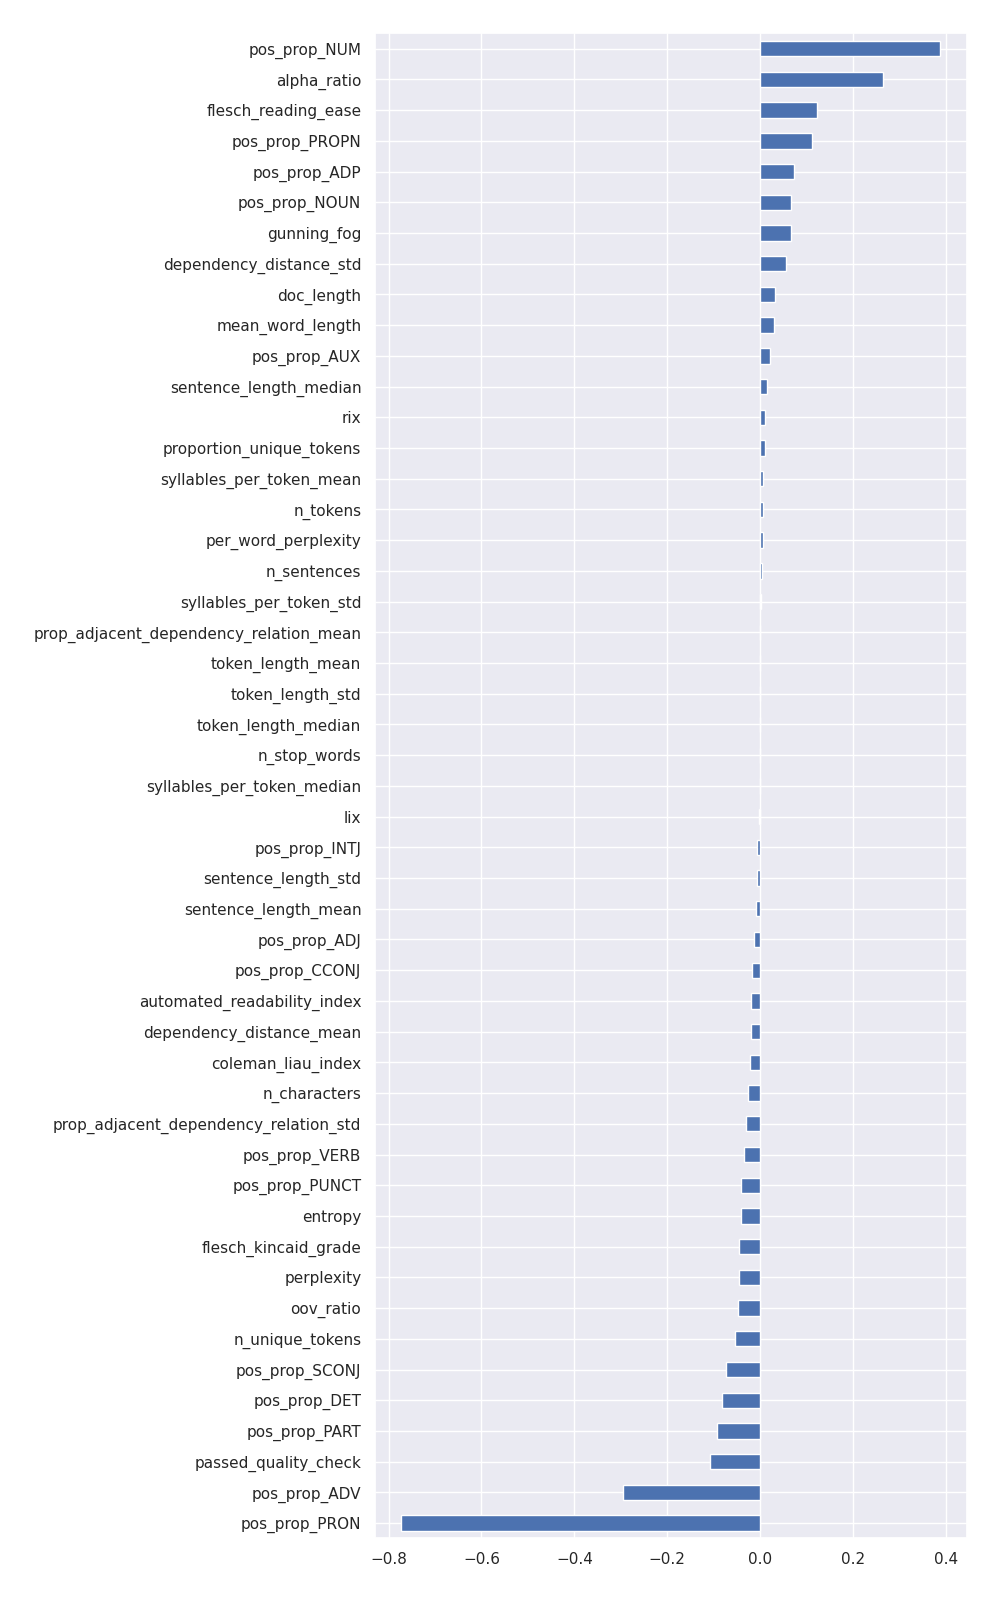 pos_prop_NUM
alpha_ratio
flesch_reading_ease
pos_prop_PROPN
pos_prop_ADP
pos_prop_NOUN
gunning_fog
dependency_distance_std
doc_length
mean_word_length
pos_prop_AUX
sentence_length_median
rix
proportion_unique_tokens
syllables_per_token_mean
n_tokens
per_word_perplexity
n_sentences
syllables_per_token_std
prop_adjacent_dependency_relation_mean
token_length_mean
token_length_std
token_length_median
n_stop_words
syllables_per_token_median
lix
pos_prop_INTJ
sentence_length_std
sentence_length_mean
pos_prop_ADJ
pos_prop_CCONJ
automated_readability_index
dependency_distance_mean
coleman_liau_index
n_characters
prop_adjacent_dependency_relation_std
pos_prop_VERB
pos_prop_PUNCT
entropy
flesch_kincaid_grade
perplexity
oov_ratio
n_unique_tokens
pos_prop_SCONJ
pos_prop_DET
pos_prop_PART
passed_quality_check
pos_prop_ADV
pos_prop_PRON
−0.8 −0.6 −0.4 −0.2 0.0 0.2 0.4